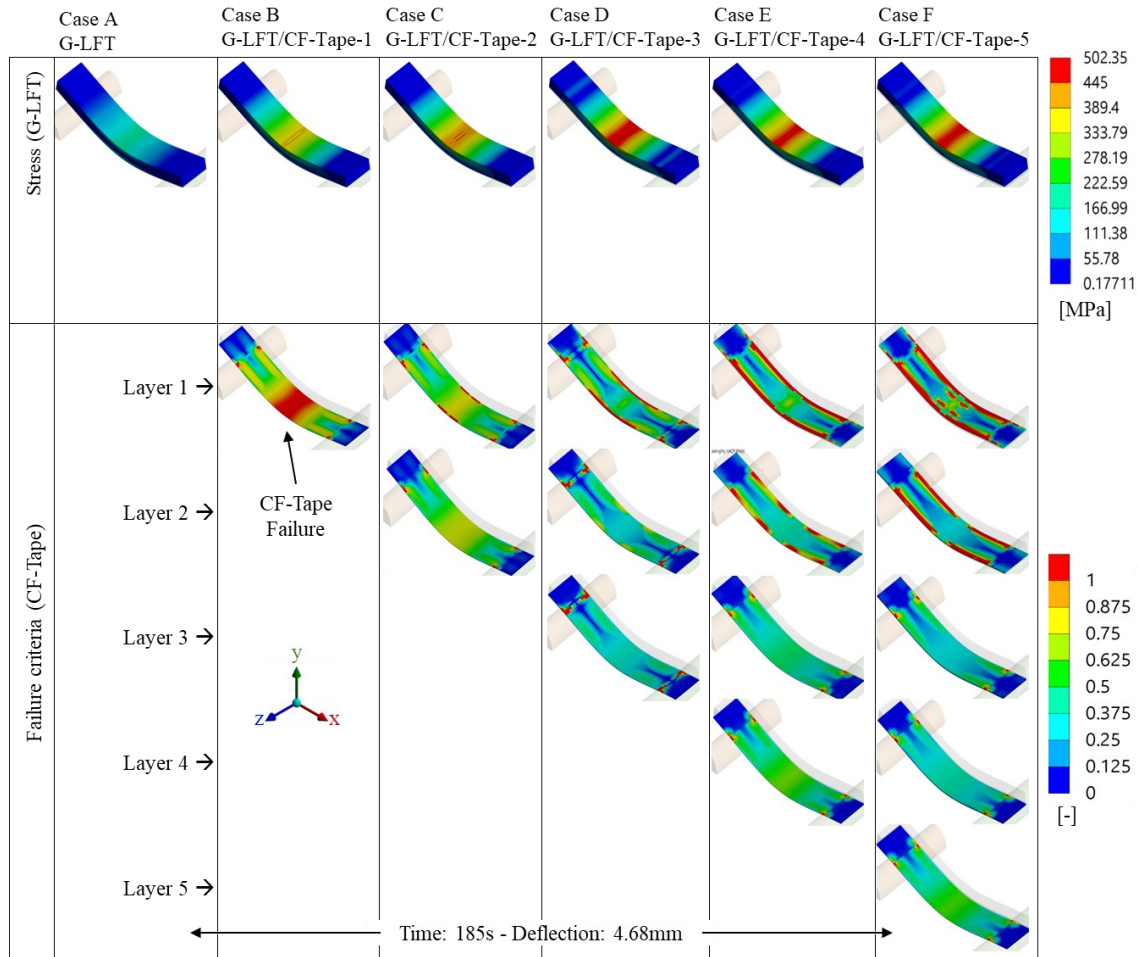 Case A
G-LFT
Case B
G-LFT/CF-Tape-1
Case C
G-LFT/CF-Tape-2
Case D
G-LFT/CF-Tape-3
Case E
G-LFT/CF-Tape-4
Case F
G-LFT/CF-Tape-5
Stress (G-LFT)
502.35
445
389.4
333.79
278.19
222.59
166.99
111.38
55.78
0.17711
[MPa]
Failure criteria (CF-Tape)
Layer 1 →
Layer 2 →
Layer 3 →
Layer 4 →
Layer 5 →
CF-Tape
Failure
y
z
x
1
0.875
0.75
0.625
0.5
0.375
0.25
0.125
0
[-]
Time: 185s - Deflection: 4.68mm